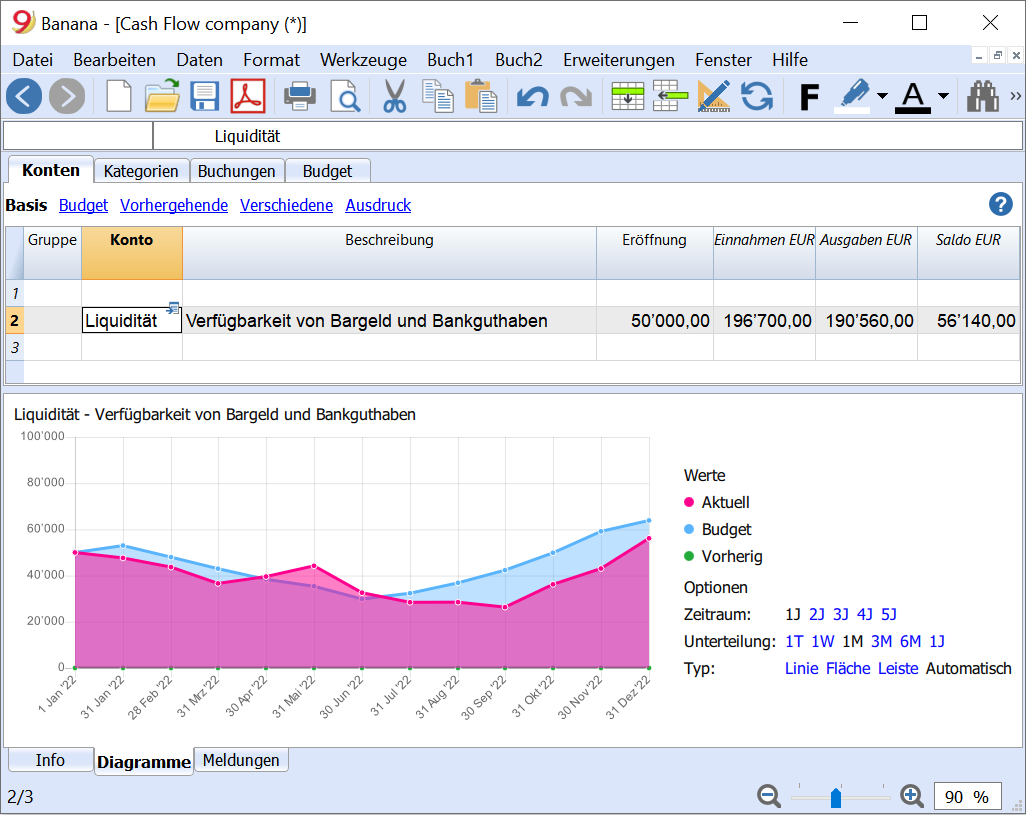 Banana - [Cash Flow company (*)]
Datei Bearbeiten Daten Format Werkzeuge Buch1 Buch2 Erweiterungen Fenster Hilfe
F A »
Liquidität
Konten Kategorien Buchungen Budget
Basis Budget Vorhergehende Verschiedene Ausdruck ?
Gruppe Konto Beschreibung Eröffnung Einnahmen EUR Ausgaben EUR Saldo EUR
1
2 Liquidität Verfügbarkeit von Bargeld und Bankguthaben 50’000,00 196’700,00 190’560,00 56’140,00
3
Liquidität - Verfügbarkeit von Bargeld und Bankguthaben
100’000
80’000
60’000
40’000
20’000
0
1 Jan ’22 31 Jan ’22 28 Feb ’22 31 Mrz ’22 30 Apr ’22 31 Mai ’22 30 Jun ’22 31 Jul ’22 31 Aug ’22 30 Sep ’22 31 Okt ’22 30 Nov ’22 31 Dez ’22
Werte
Aktuell
Budget
Vorherig
Optionen
Zeitraum: 1J 2J 3J 4J 5J
Unterteilung: 1T 1W 1M 3M 6M 1J
Typ: Linie Fläche Leiste Automatisch
Info Diagramme Meldungen
2/3 90 %